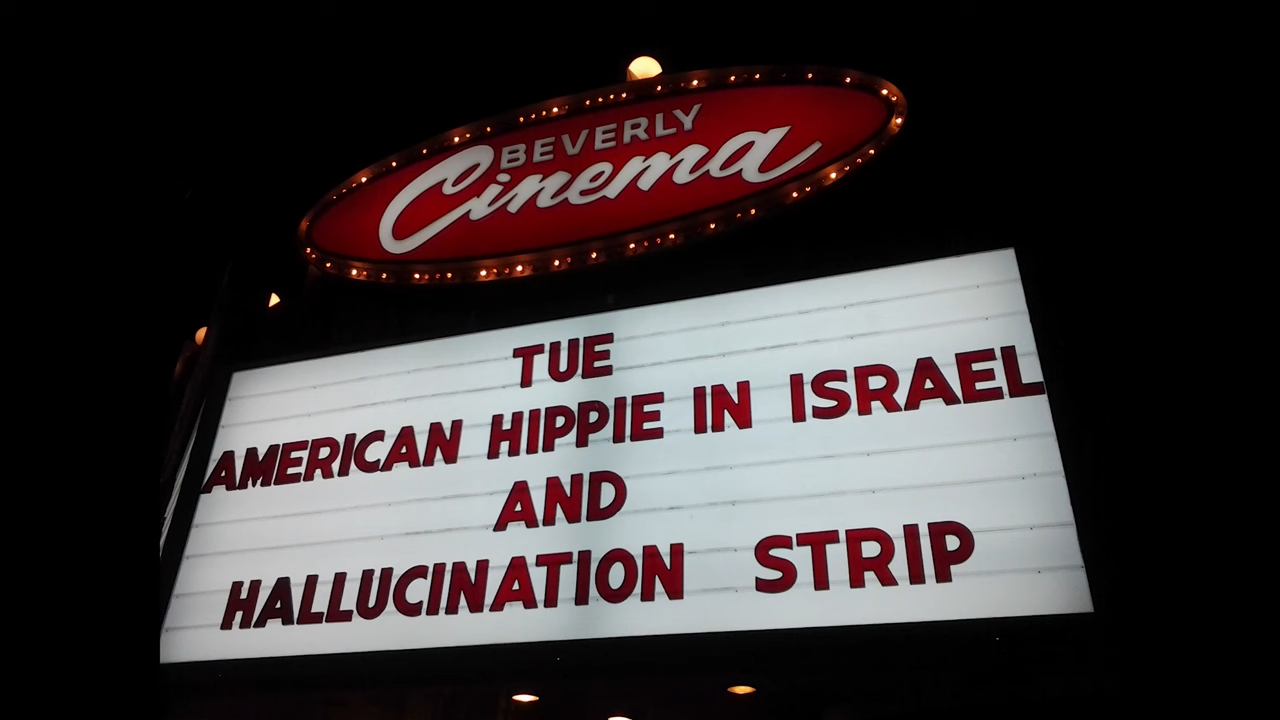 BEVERLY
Cinema
TUE
AMERICAN HIPPIE IN ISRAEL
AND
HALLUCINATION STRIP